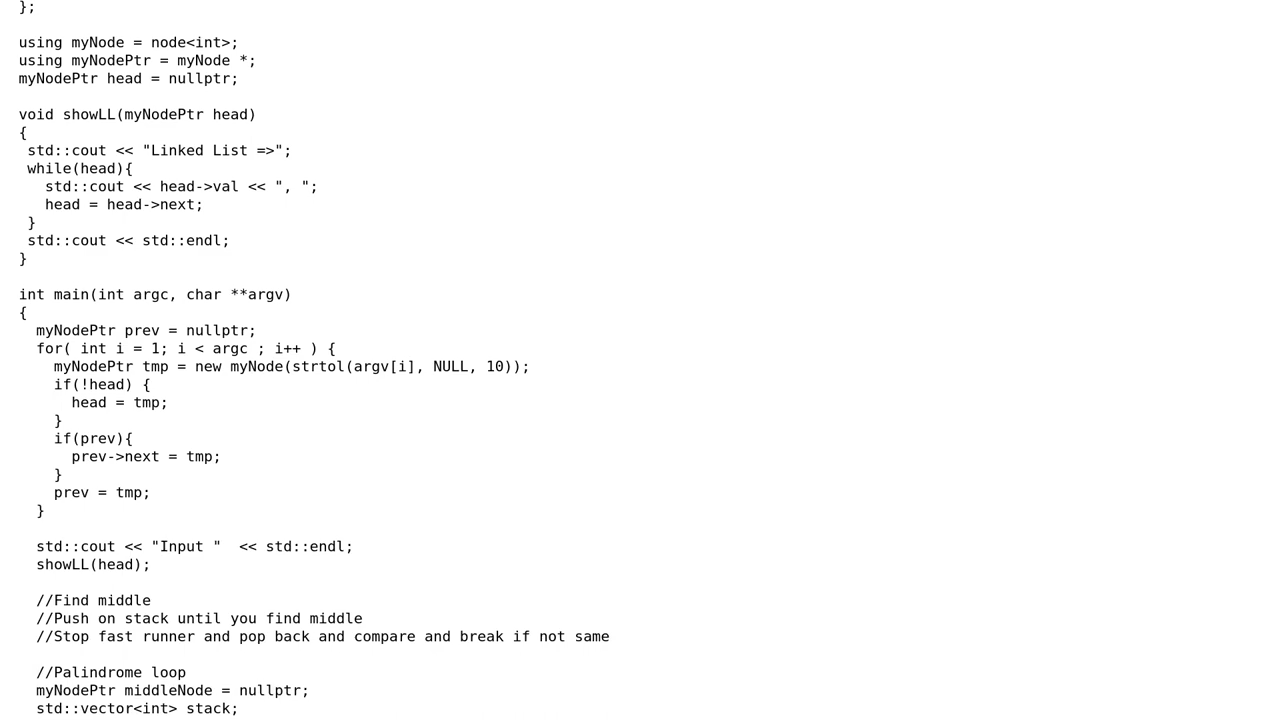 };

using myNode = node<int>;
using myNodePtr = myNode *;
myNodePtr head = nullptr;

void showLL(myNodePtr head)
{
 std::cout << "Linked List =>";
 while(head){
   std::cout << head->val << ", ";
   head = head->next;
 }
 std::cout << std::endl;
}

int main(int argc, char **argv)
{
  myNodePtr prev = nullptr;
  for( int i = 1; i < argc ; i++ ) {
    myNodePtr tmp = new myNode(strtol(argv[i], NULL, 10));
    if(!head) {
      head = tmp;
    }
    if(prev){
      prev->next = tmp;
    }
    prev = tmp;
  }

  std::cout << "Input "  << std::endl;
  showLL(head);

  //Find middle
  //Push on stack until you find middle
  //Stop fast runner and pop back and compare and break if not same

  //Palindrome loop
  myNodePtr middleNode = nullptr;
  std::vector<int> stack;